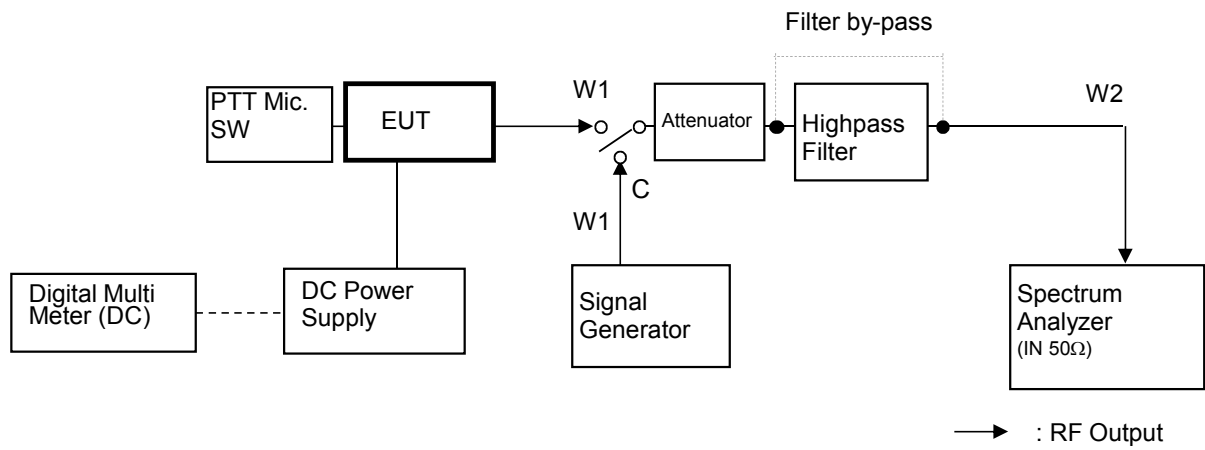 Filter by-pass
PTT Mic.
SW
EUT
W1
Attenuator
Highpass
Filter
W2
C
W1
Digital Multi
Meter (DC)
DC Power
Supply
Signal
Generator
Spectrum
Analyzer
(IN 50Ω)
: RF Output